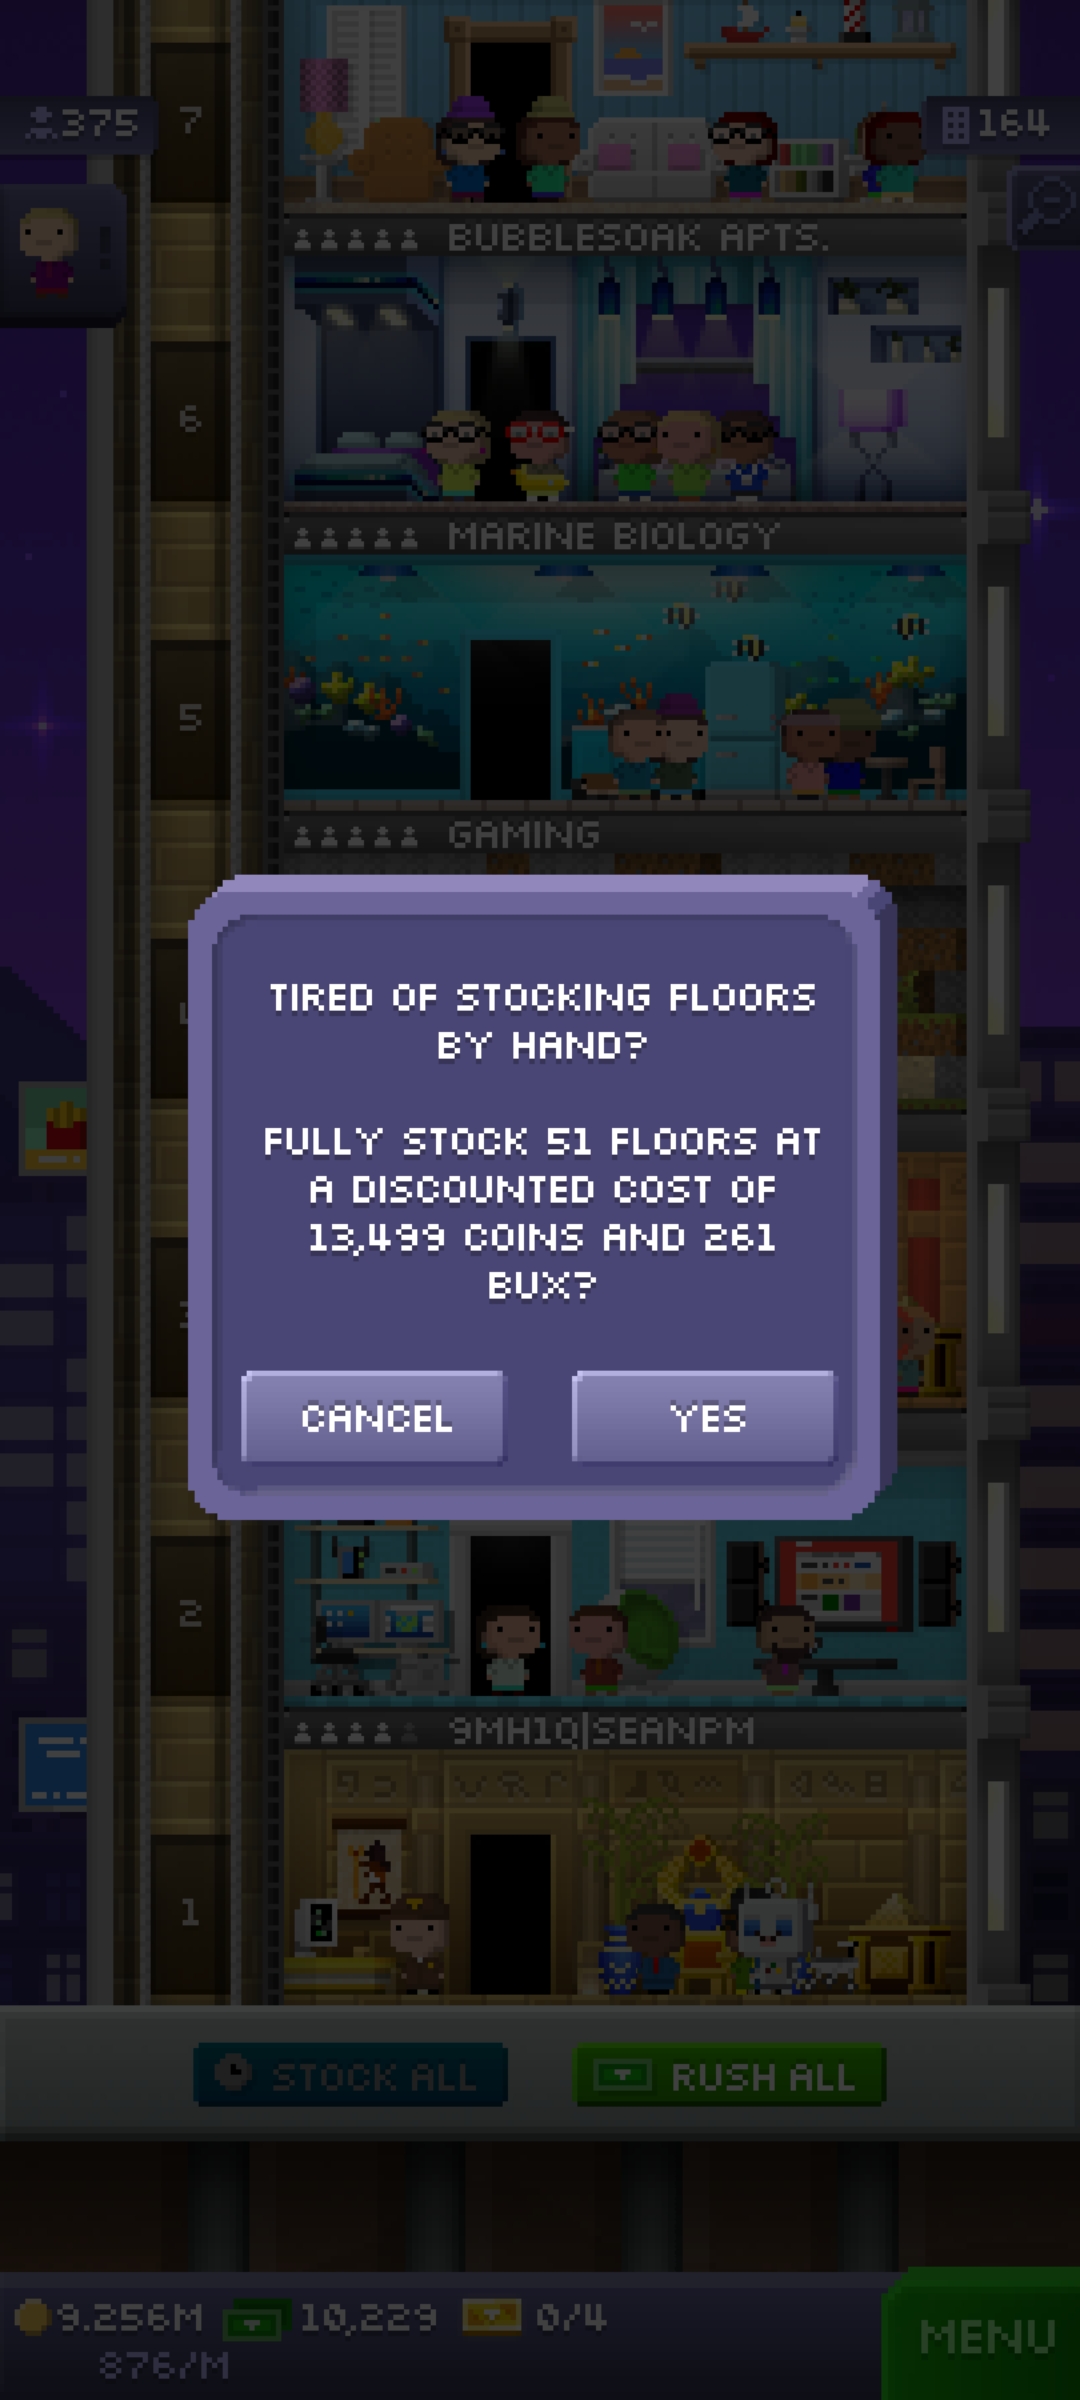 375
7
164
BUBBLESOAK APTS.
6
MARINE BIOLOGY
5
GAMING
TIRED OF STOCKING FLOORS
BY HAND?
FULLY STOCK 51 FLOORS AT
A DISCOUNTED COST OF
13,499 COINS AND 261
BUX?
CANCEL
YES
2
9MH1Q|SEANPM
1
STOCK ALL
RUSH ALL
9.256M
10,229
0/4
876/M
MENU